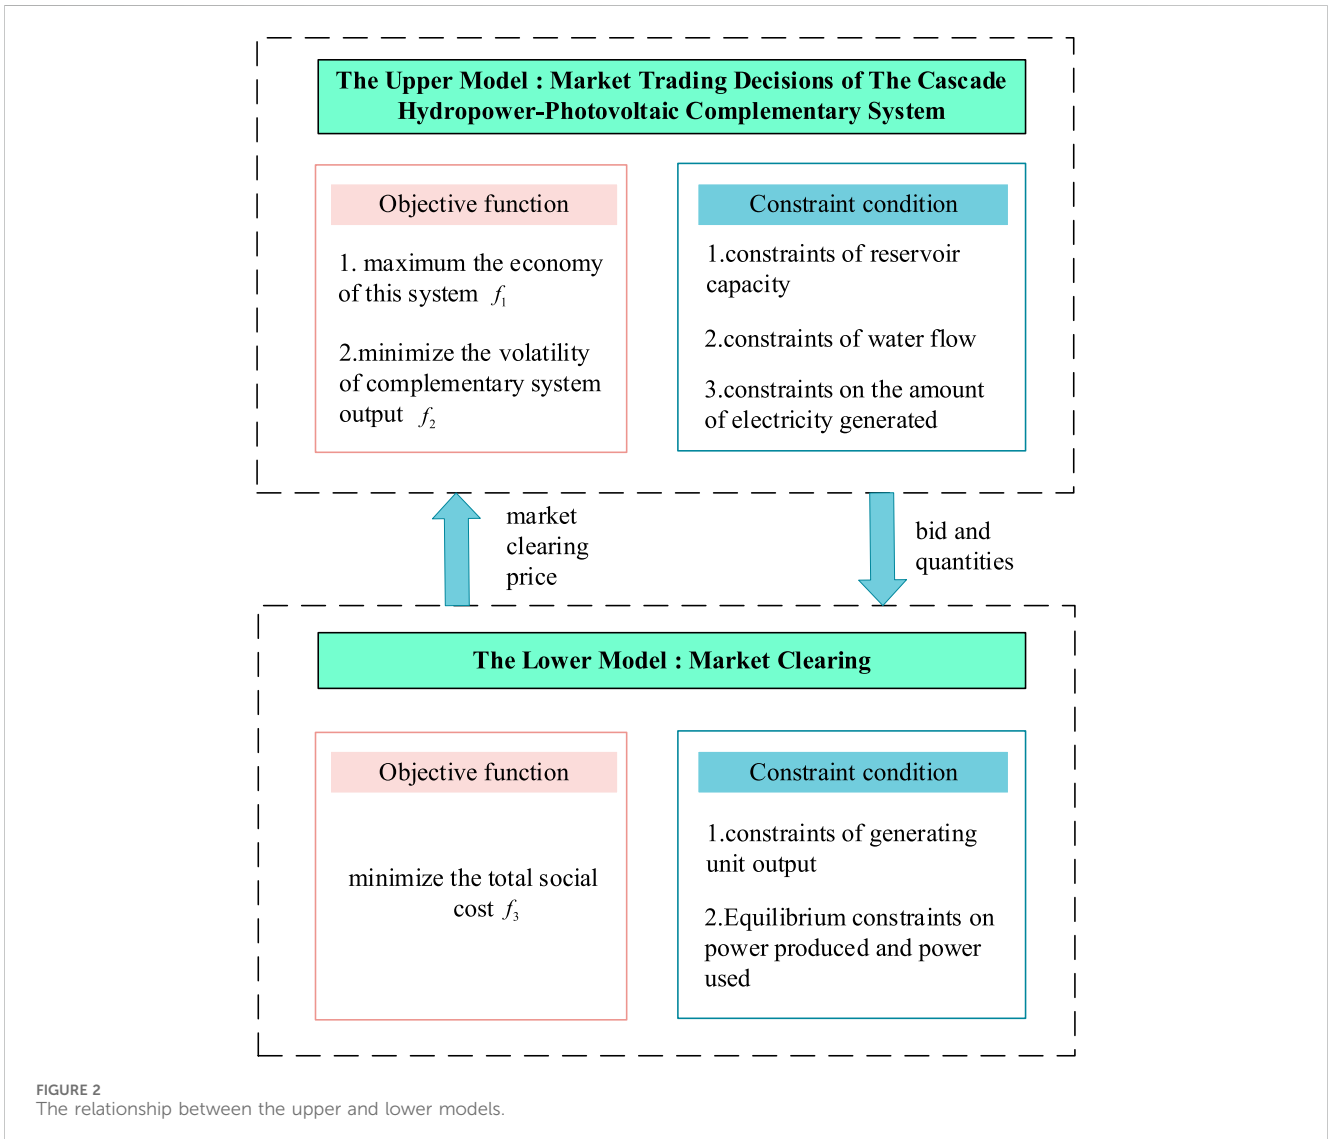 The Upper Model : Market Trading Decisions of The Cascade
Hydropower-Photovoltaic Complementary System
Objective function
1. maximum the economy
of this system f1
2.minimize the volatility
of complementary system
output f2
Constraint condition
1.constraints of reservoir
capacity
2.constraints of water flow
3.constraints on the amount
of electricity generated
market
clearing
price
bid and
quantities
The Lower Model : Market Clearing
Objective function
minimize the total social
cost f3
Constraint condition
1.constraints of generating
unit output
2.Equilibrium constraints on
power produced and power
used
FIGURE 2
The relationship between the upper and lower models.